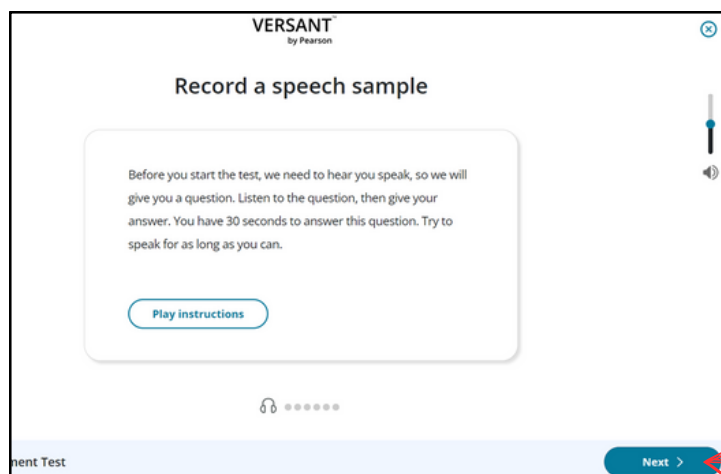 VERSANT™
by Pearson
Record a speech sample
Before you start the test, we need to hear you speak, so we will
give you a question. Listen to the question, then give your
answer. You have 30 seconds to answer this question. Try to
speak for as long as you can.
Play instructions
nent Test
Next